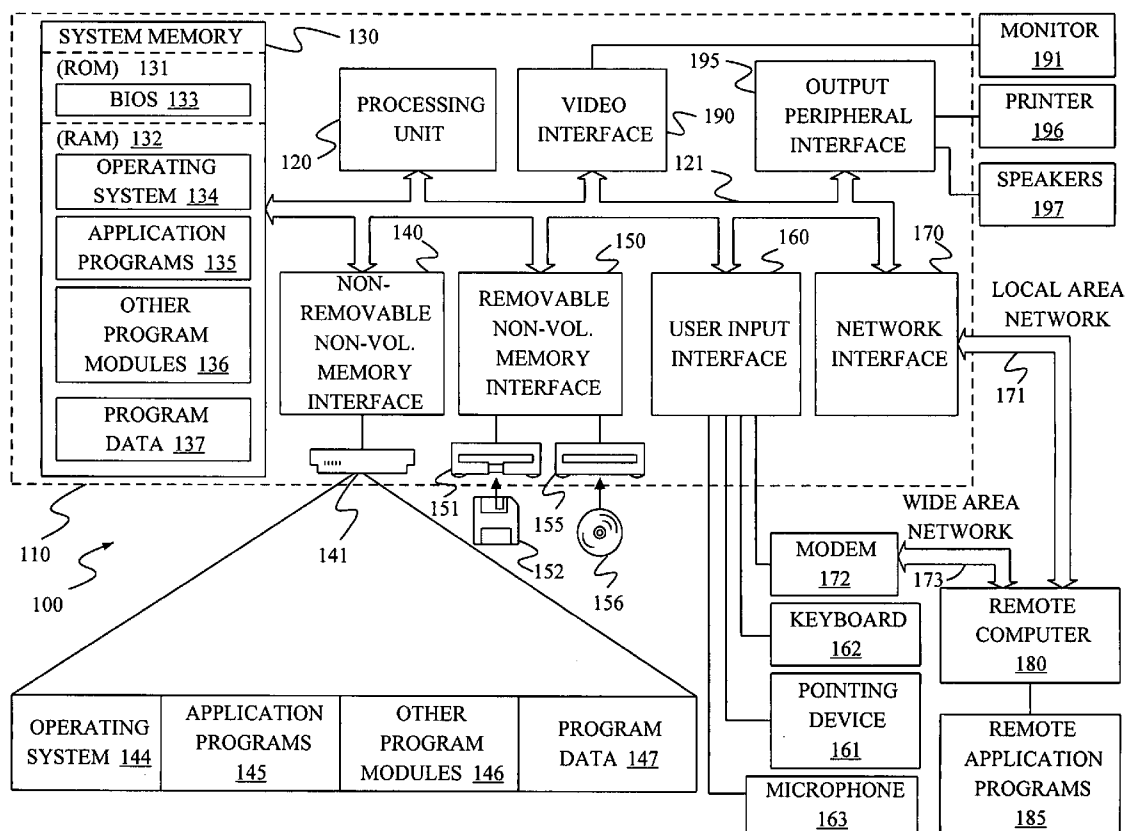 SYSTEM MEMORY
130
(ROM) 131
BIOS 133
(RAM) 132
OPERATING
SYSTEM 134
APPLICATION
PROGRAMS 135
OTHER
PROGRAM
MODULES 136
PROGRAM
DATA 137
PROCESSING
UNIT
120
VIDEO
INTERFACE
190
195
OUTPUT
PERIPHERAL
INTERFACE
121
MONITOR
191
PRINTER
196
SPEAKERS
197
140
NON-
REMOVABLE
NON-VOL.
MEMORY
INTERFACE
150
REMOVABLE
NON-VOL.
MEMORY
INTERFACE
160
USER INPUT
INTERFACE
170
NETWORK
INTERFACE
LOCAL AREA
NETWORK
171
110
100
141
151
152
155
156
WIDE AREA
NETWORK
173
MODEM
172
KEYBOARD
162
POINTING
DEVICE
161
MICROPHONE
163
REMOTE
COMPUTER
180
REMOTE
APPLICATION
PROGRAMS
185
OPERATING
SYSTEM 144
APPLICATION
PROGRAMS
145
OTHER
PROGRAM
MODULES 146
PROGRAM
DATA 147